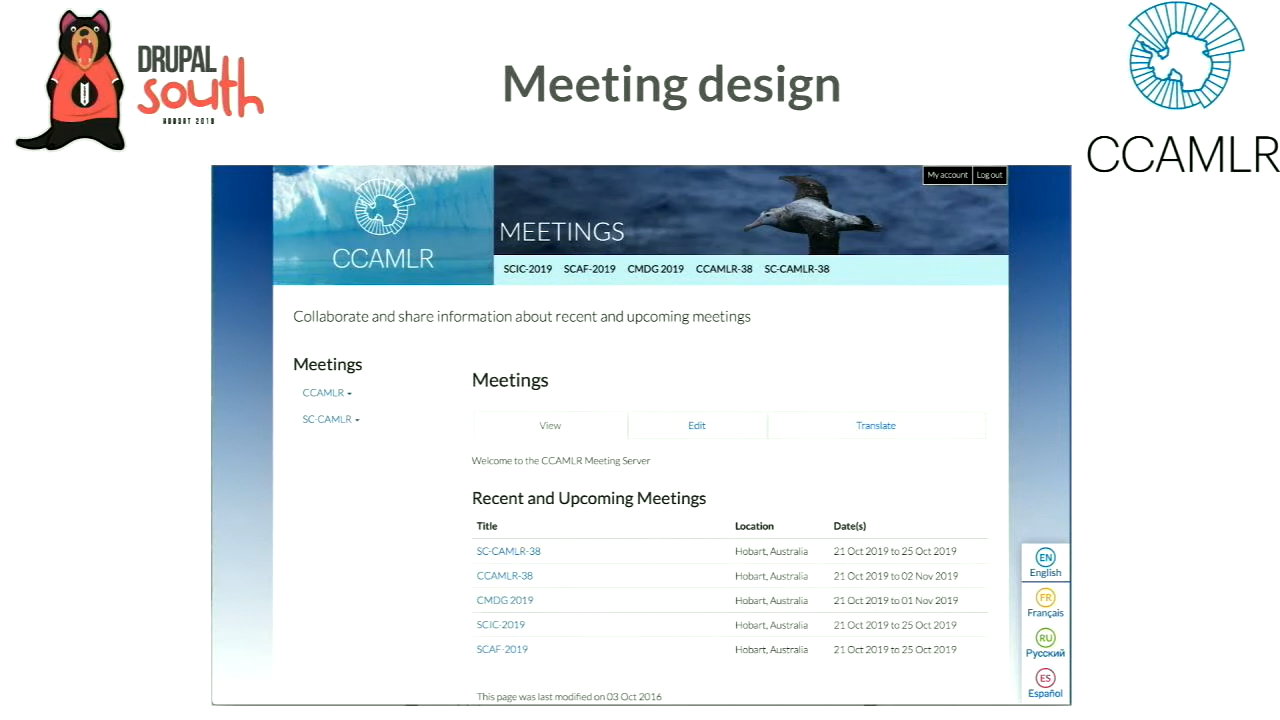 DRUPAL
south
HOBART 2019
Meeting design
CCAMLR
My account Log out
CCAMLR
MEETINGS
SCIC-2019 SCAF-2019 CMDG 2019 CCAMLR-38 SC-CAMLR-38
Collaborate and share information about recent and upcoming meetings
Meetings
CCAMLR
SC-CAMLR
Meetings
View Edit Translate
Welcome to the CCAMLR Meeting Server
Recent and Upcoming Meetings
Title Location Date(s)
SC-CAMLR-38 Hobart, Australia 21 Oct 2019 to 25 Oct 2019
CCAMLR-38 Hobart, Australia 21 Oct 2019 to 02 Nov 2019
CMDG 2019 Hobart, Australia 21 Oct 2019 to 01 Nov 2019
SCIC-2019 Hobart, Australia 21 Oct 2019 to 25 Oct 2019
SCAF-2019 Hobart, Australia 21 Oct 2019 to 25 Oct 2019
This page was last modified on 03 Oct 2016
EN
English
FR
Français
RU
Русский
ES
Español